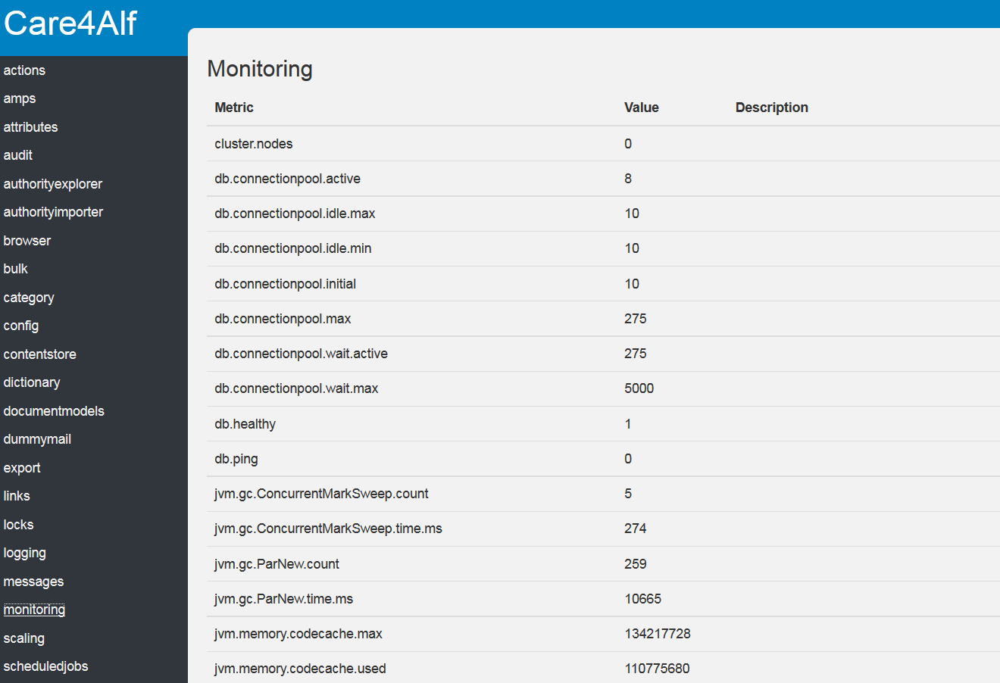 Care4Alf
actions
amps
attributes
audit
authorityexplorer
authorityimporter
browser
bulk
category
config
contentstore
dictionary
documentmodels
dummymail
export
links
locks
logging
messages
monitoring
scaling
scheduledjobs
Monitoring
Metric Value Description
cluster.nodes 0
db.connectionpool.active 8
db.connectionpool.idle.max 10
db.connectionpool.idle.min 10
db.connectionpool.initial 10
db.connectionpool.max 275
db.connectionpool.wait.active 275
db.connectionpool.wait.max 5000
db.healthy 1
db.ping 0
jvm.gc.ConcurrentMarkSweep.count 5
jvm.gc.ConcurrentMarkSweep.time.ms 274
jvm.gc.ParNew.count 259
jvm.gc.ParNew.time.ms 10665
jvm.memory.codecache.max 134217728
jvm.memory.codecache.used 110775680